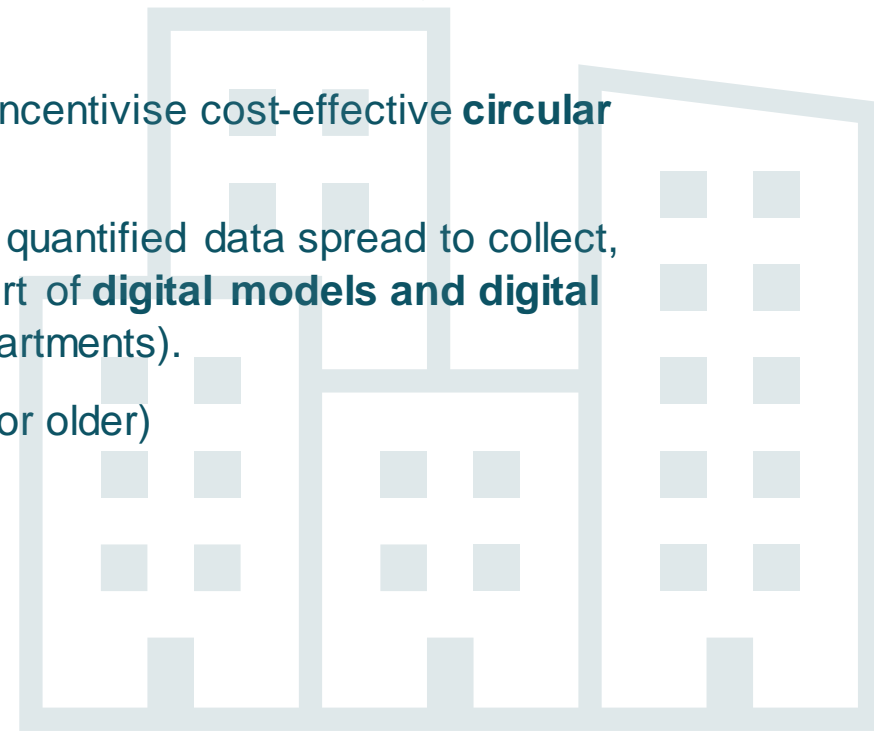 ncentivise cost-effective circular
quantified data spread to collect,
rt of digital models and digital
artments).
or older)